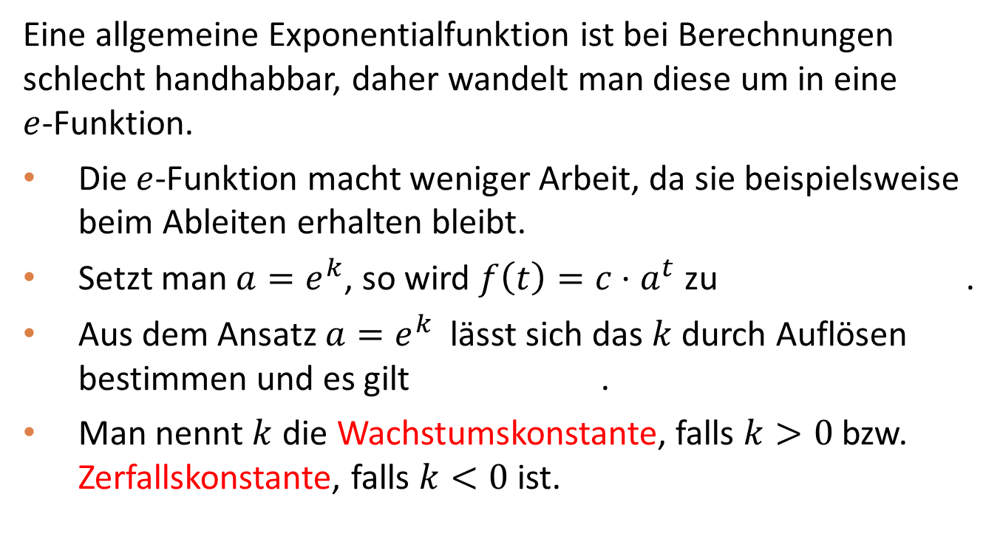 Eine allgemeine Exponentialfunktion ist bei Berechnungen
schlecht handhabbar, daher wandelt man diese um in eine
e-Funktion.
• Die e-Funktion macht weniger Arbeit, da sie beispielsweise
beim Ableiten erhalten bleibt.
• Setzt man a = e^k, so wird f(t) = c · a^t zu .
• Aus dem Ansatz a = e^k lässt sich das k durch Auflösen
bestimmen und es gilt .
• Man nennt k die Wachstumskonstante, falls k > 0 bzw.
Zerfallskonstante, falls k < 0 ist.